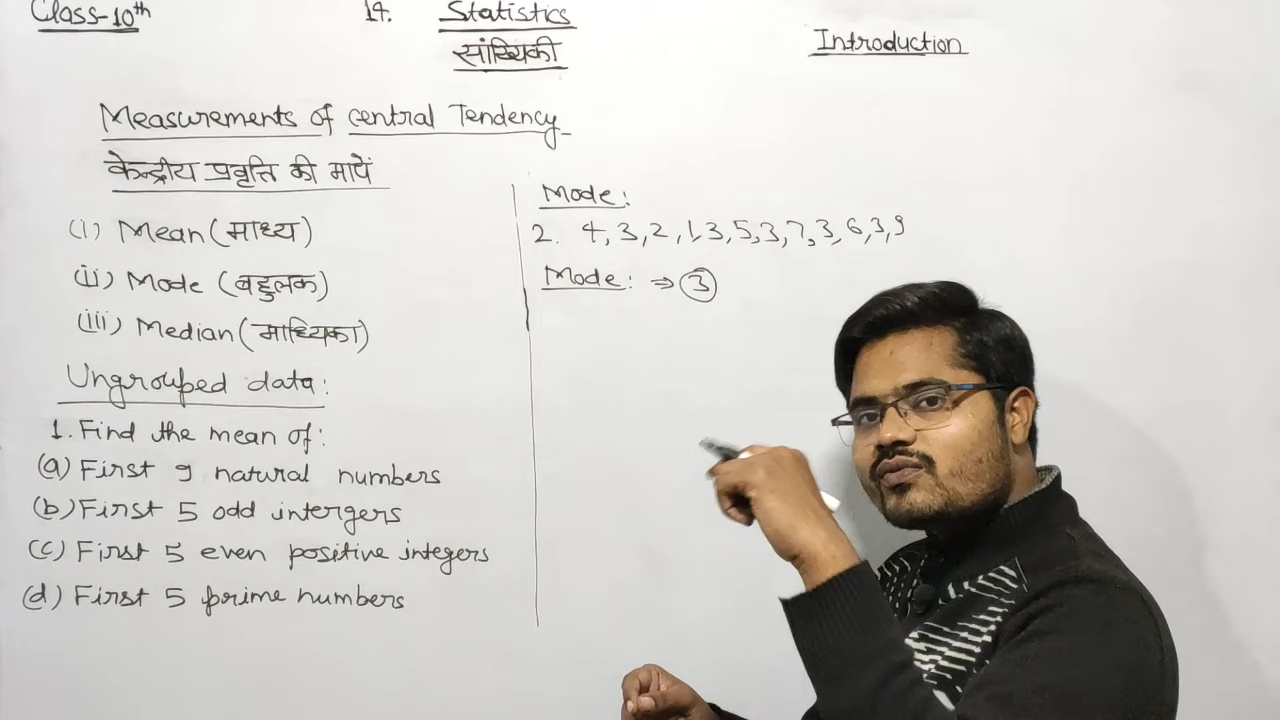 Class-10th
14. Statistics
सांख्यिकी
Introduction
Measurements of central Tendency
केन्द्रीय प्रवृत्ति की मापें
(i) Mean (माध्य)
(ii) Mode (बहुलक)
(iii) Median (माध्यिका)
Ungrouped data:
1. Find the mean of:
(a) First 9 natural numbers
(b) First 5 odd intergers
(c) First 5 even positive integers
(d) First 5 prime numbers
Mode:
2. 4, 3, 2, 1, 3, 5, 3, 7, 3, 6, 3, 9
Mode: ⇒ 3